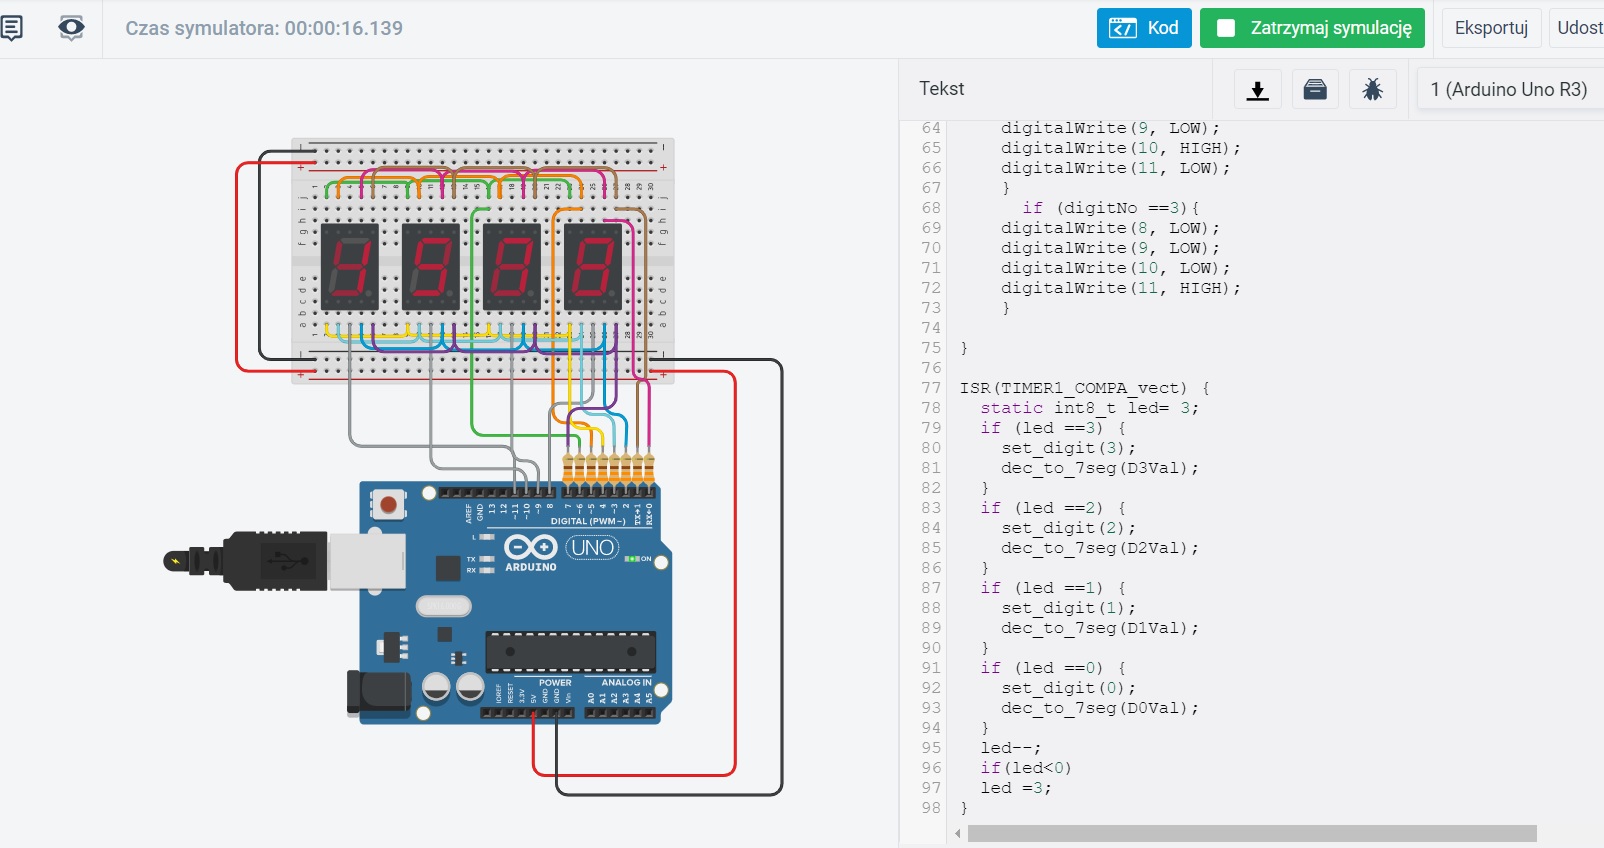 Czas symulatora: 00:00:16.139
Kod
Zatrzymaj symulację
Eksportuj
Udost
Tekst
1 (Arduino Uno R3)
64 digitalWrite(9, LOW);
65 digitalWrite(10, HIGH);
66 digitalWrite(11, LOW);
67 }
68 if (digitNo ==3){
69 digitalWrite(8, LOW);
70 digitalWrite(9, LOW);
71 digitalWrite(10, LOW);
72 digitalWrite(11, HIGH);
73 }
74
75 }
76
77 ISR(TIMER1_COMPA_vect) {
78 static int8_t led= 3;
79 if (led ==3) {
80 set_digit(3);
81 dec_to_7seg(D3Val);
82 }
83 if (led ==2) {
84 set_digit(2);
85 dec_to_7seg(D2Val);
86 }
87 if (led ==1) {
88 set_digit(1);
89 dec_to_7seg(D1Val);
90 }
91 if (led ==0) {
92 set_digit(0);
93 dec_to_7seg(D0Val);
94 }
95 led--;
96 if(led<0)
97 led =3;
98 }
AREF
GND
13
12
~11
~10
~9
8
7
~6
~5
4
~3
2
TX→1
RX←0
DIGITAL (PWM~)
L
TX
RX
ARDUINO
UNO
ON
POWER
ANALOG IN
IOREF
RESET
3.3V
5V
GND
GND
Vin
A0
A1
A2
A3
A4
A5